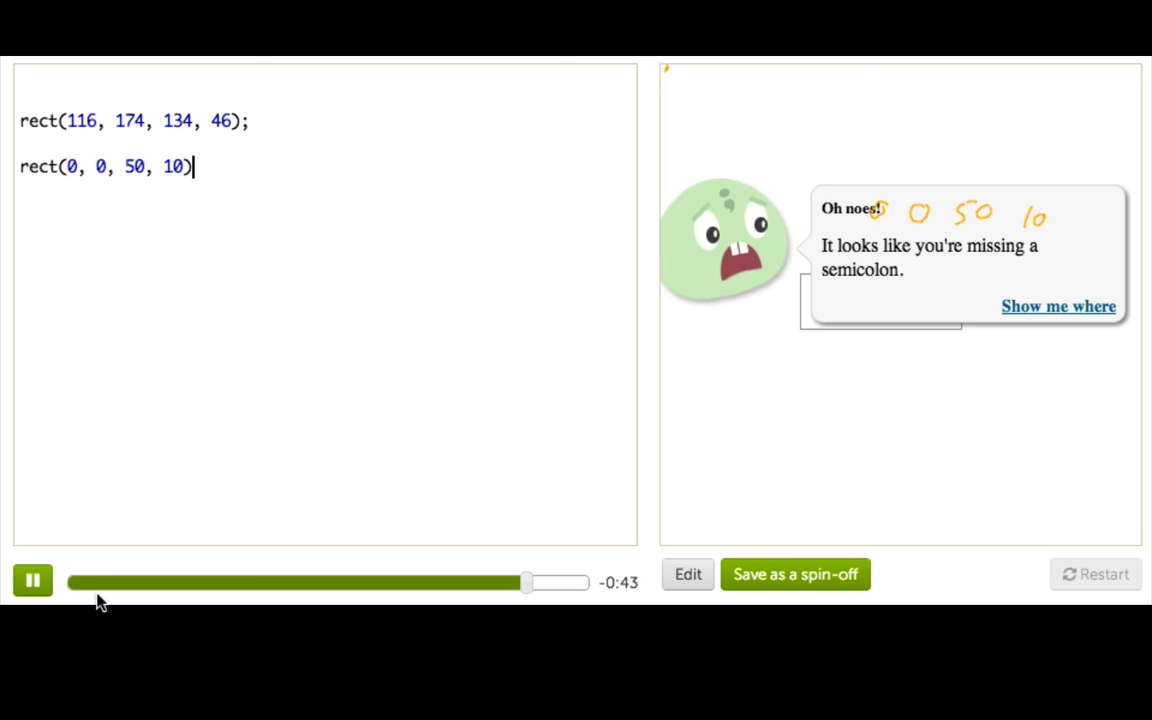 rect(116, 174, 134, 46);
rect(0, 0, 50, 10)
Oh noes!
0 0 50 10
It looks like you're missing a
semicolon.
Show me where
-0:43
Edit
Save as a spin-off
Restart